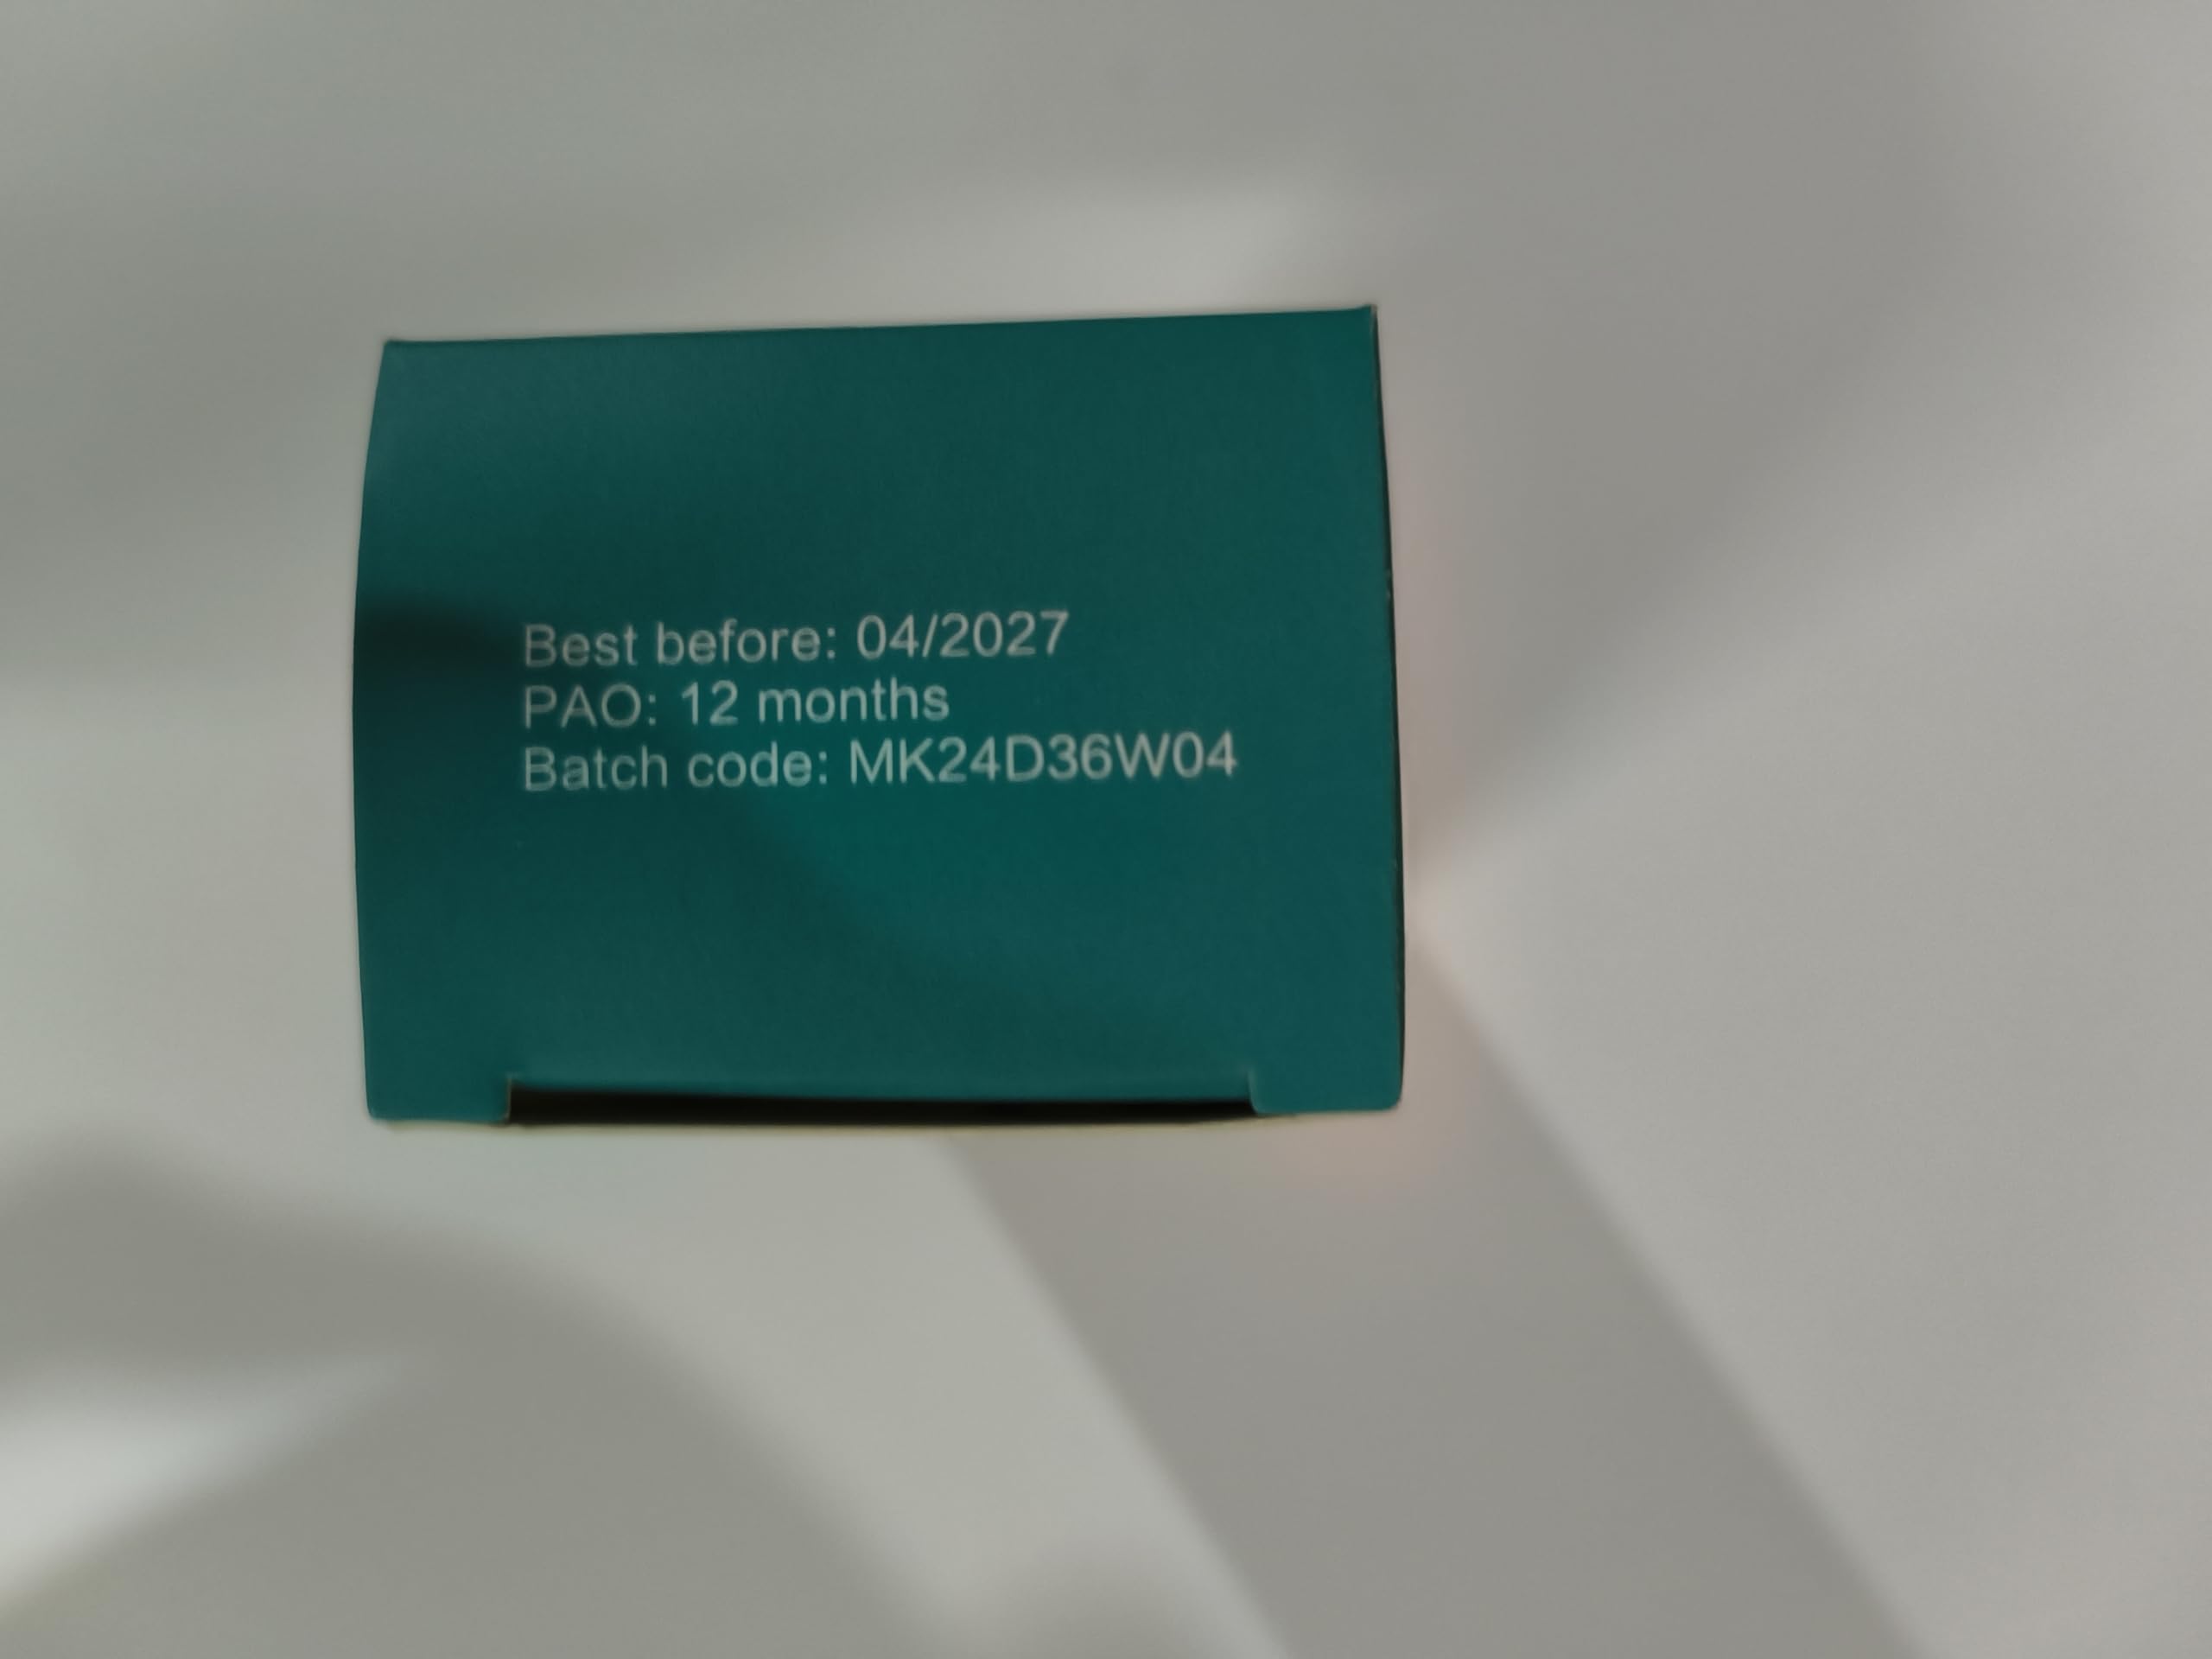 Best before: 04/2027
PAO: 12 months
Batch code: MK24D36W04